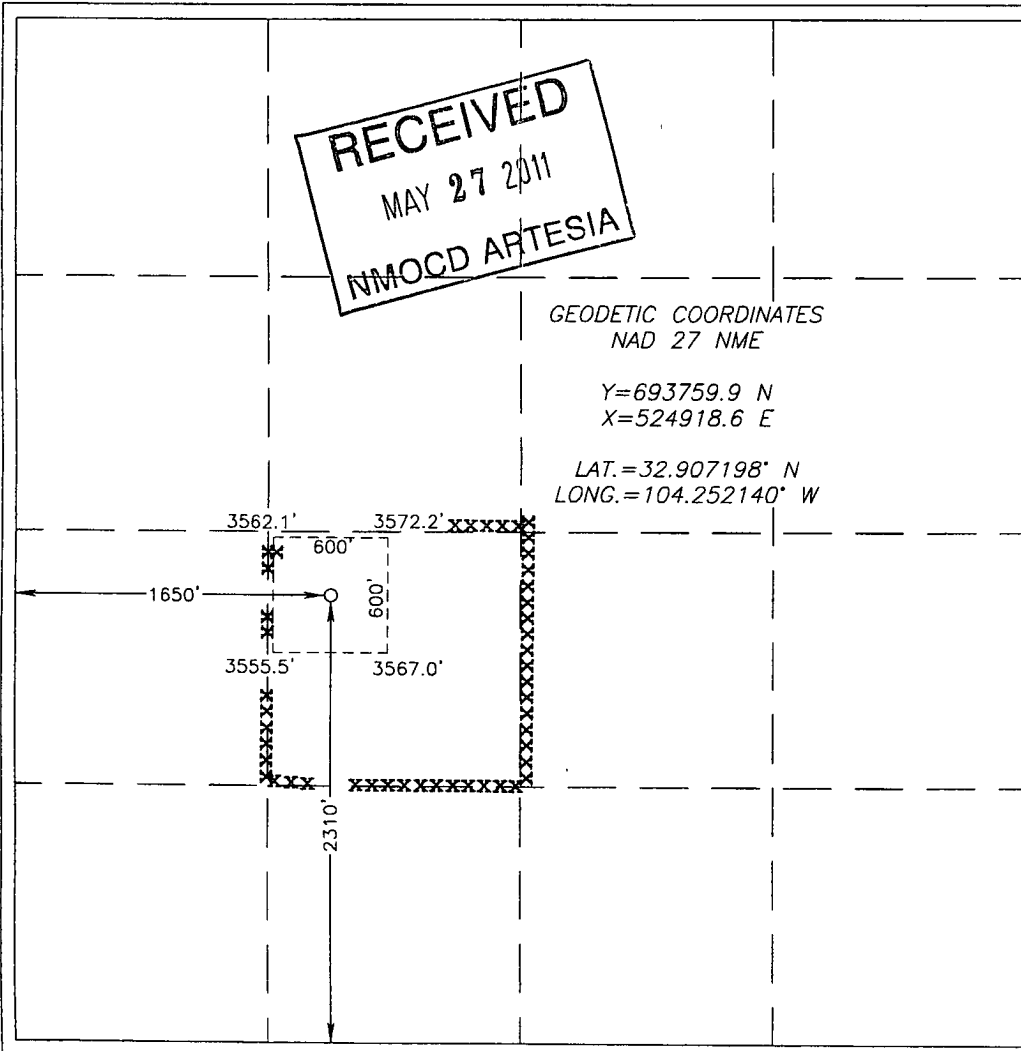 RECEIVED
MAY 27 2011
NMOCD ARTESIA
GEODETIC COORDINATES
NAD 27 NME
Y=693759.9 N
X=524918.6 E
LAT.=32.907198° N
LONG.=104.252140° W
3562.1'
3572.2'
600'
600'
1650'
3555.5'
3567.0'
2310'